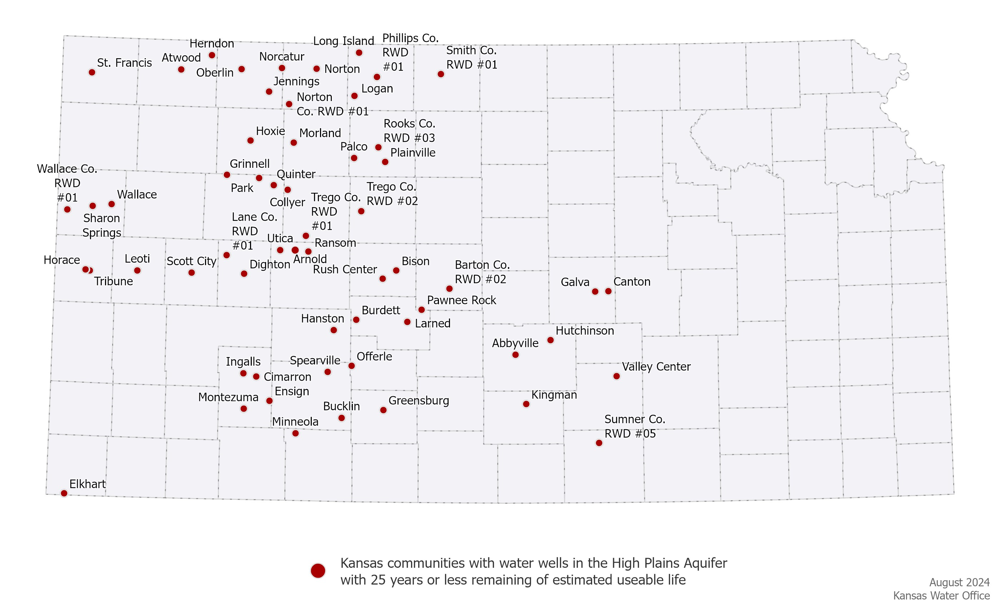 Phillips Co.
RWD
#01
Long Island
Herndon
Smith Co.
RWD #01
Norcatur
Atwood
St. Francis
Norton
Oberlin
Jennings
Logan
Norton
Co. RWD #01
Rooks Co.
RWD #03
Hoxie
Morland
Palco
Plainville
Grinnell
Wallace Co.
RWD
#01
Quinter
Park
Trego Co.
RWD #02
Wallace
Collyer
Trego Co.
RWD
#01
Sharon
Springs
Lane Co.
RWD
#01
Utica
Ransom
Horace
Leoti
Scott City
Arnold
Dighton
Rush Center
Bison
Barton Co.
RWD #02
Tribune
Galva
Canton
Pawnee Rock
Burdett
Hanston
Larned
Hutchinson
Abbyville
Offerle
Spearville
Ingalls
Valley Center
Cimarron
Ensign
Montezuma
Kingman
Greensburg
Bucklin
Minneola
Sumner Co.
RWD #05
Elkhart
Kansas communities with water wells in the High Plains Aquifer
with 25 years or less remaining of estimated useable life
August 2024
Kansas Water Office